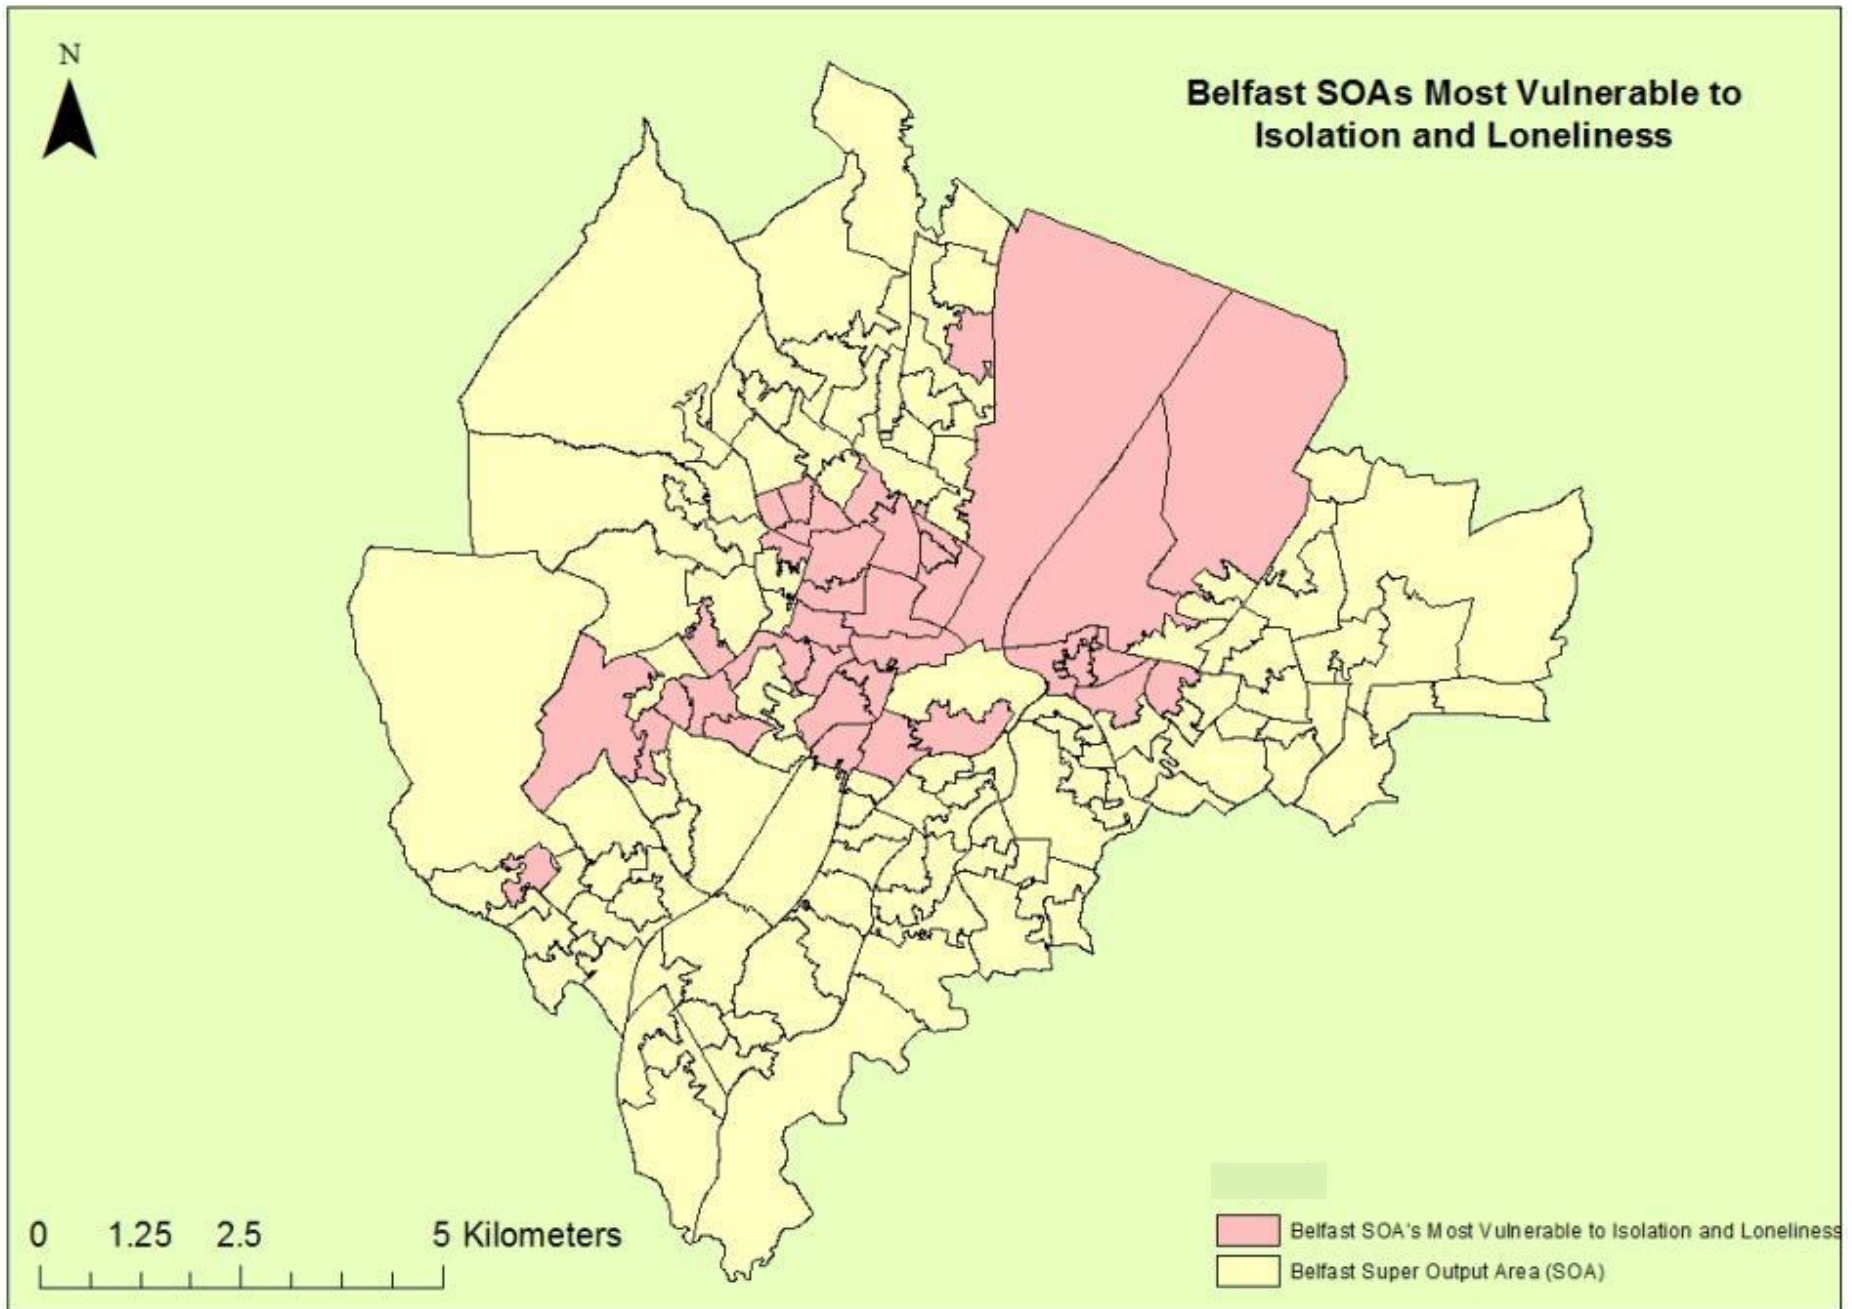 N
Belfast SOAs Most Vulnerable to
Isolation and Loneliness
0 1.25 2.5 5 Kilometers
Belfast SOA's Most Vulnerable to Isolation and Loneliness
Belfast Super Output Area (SOA)